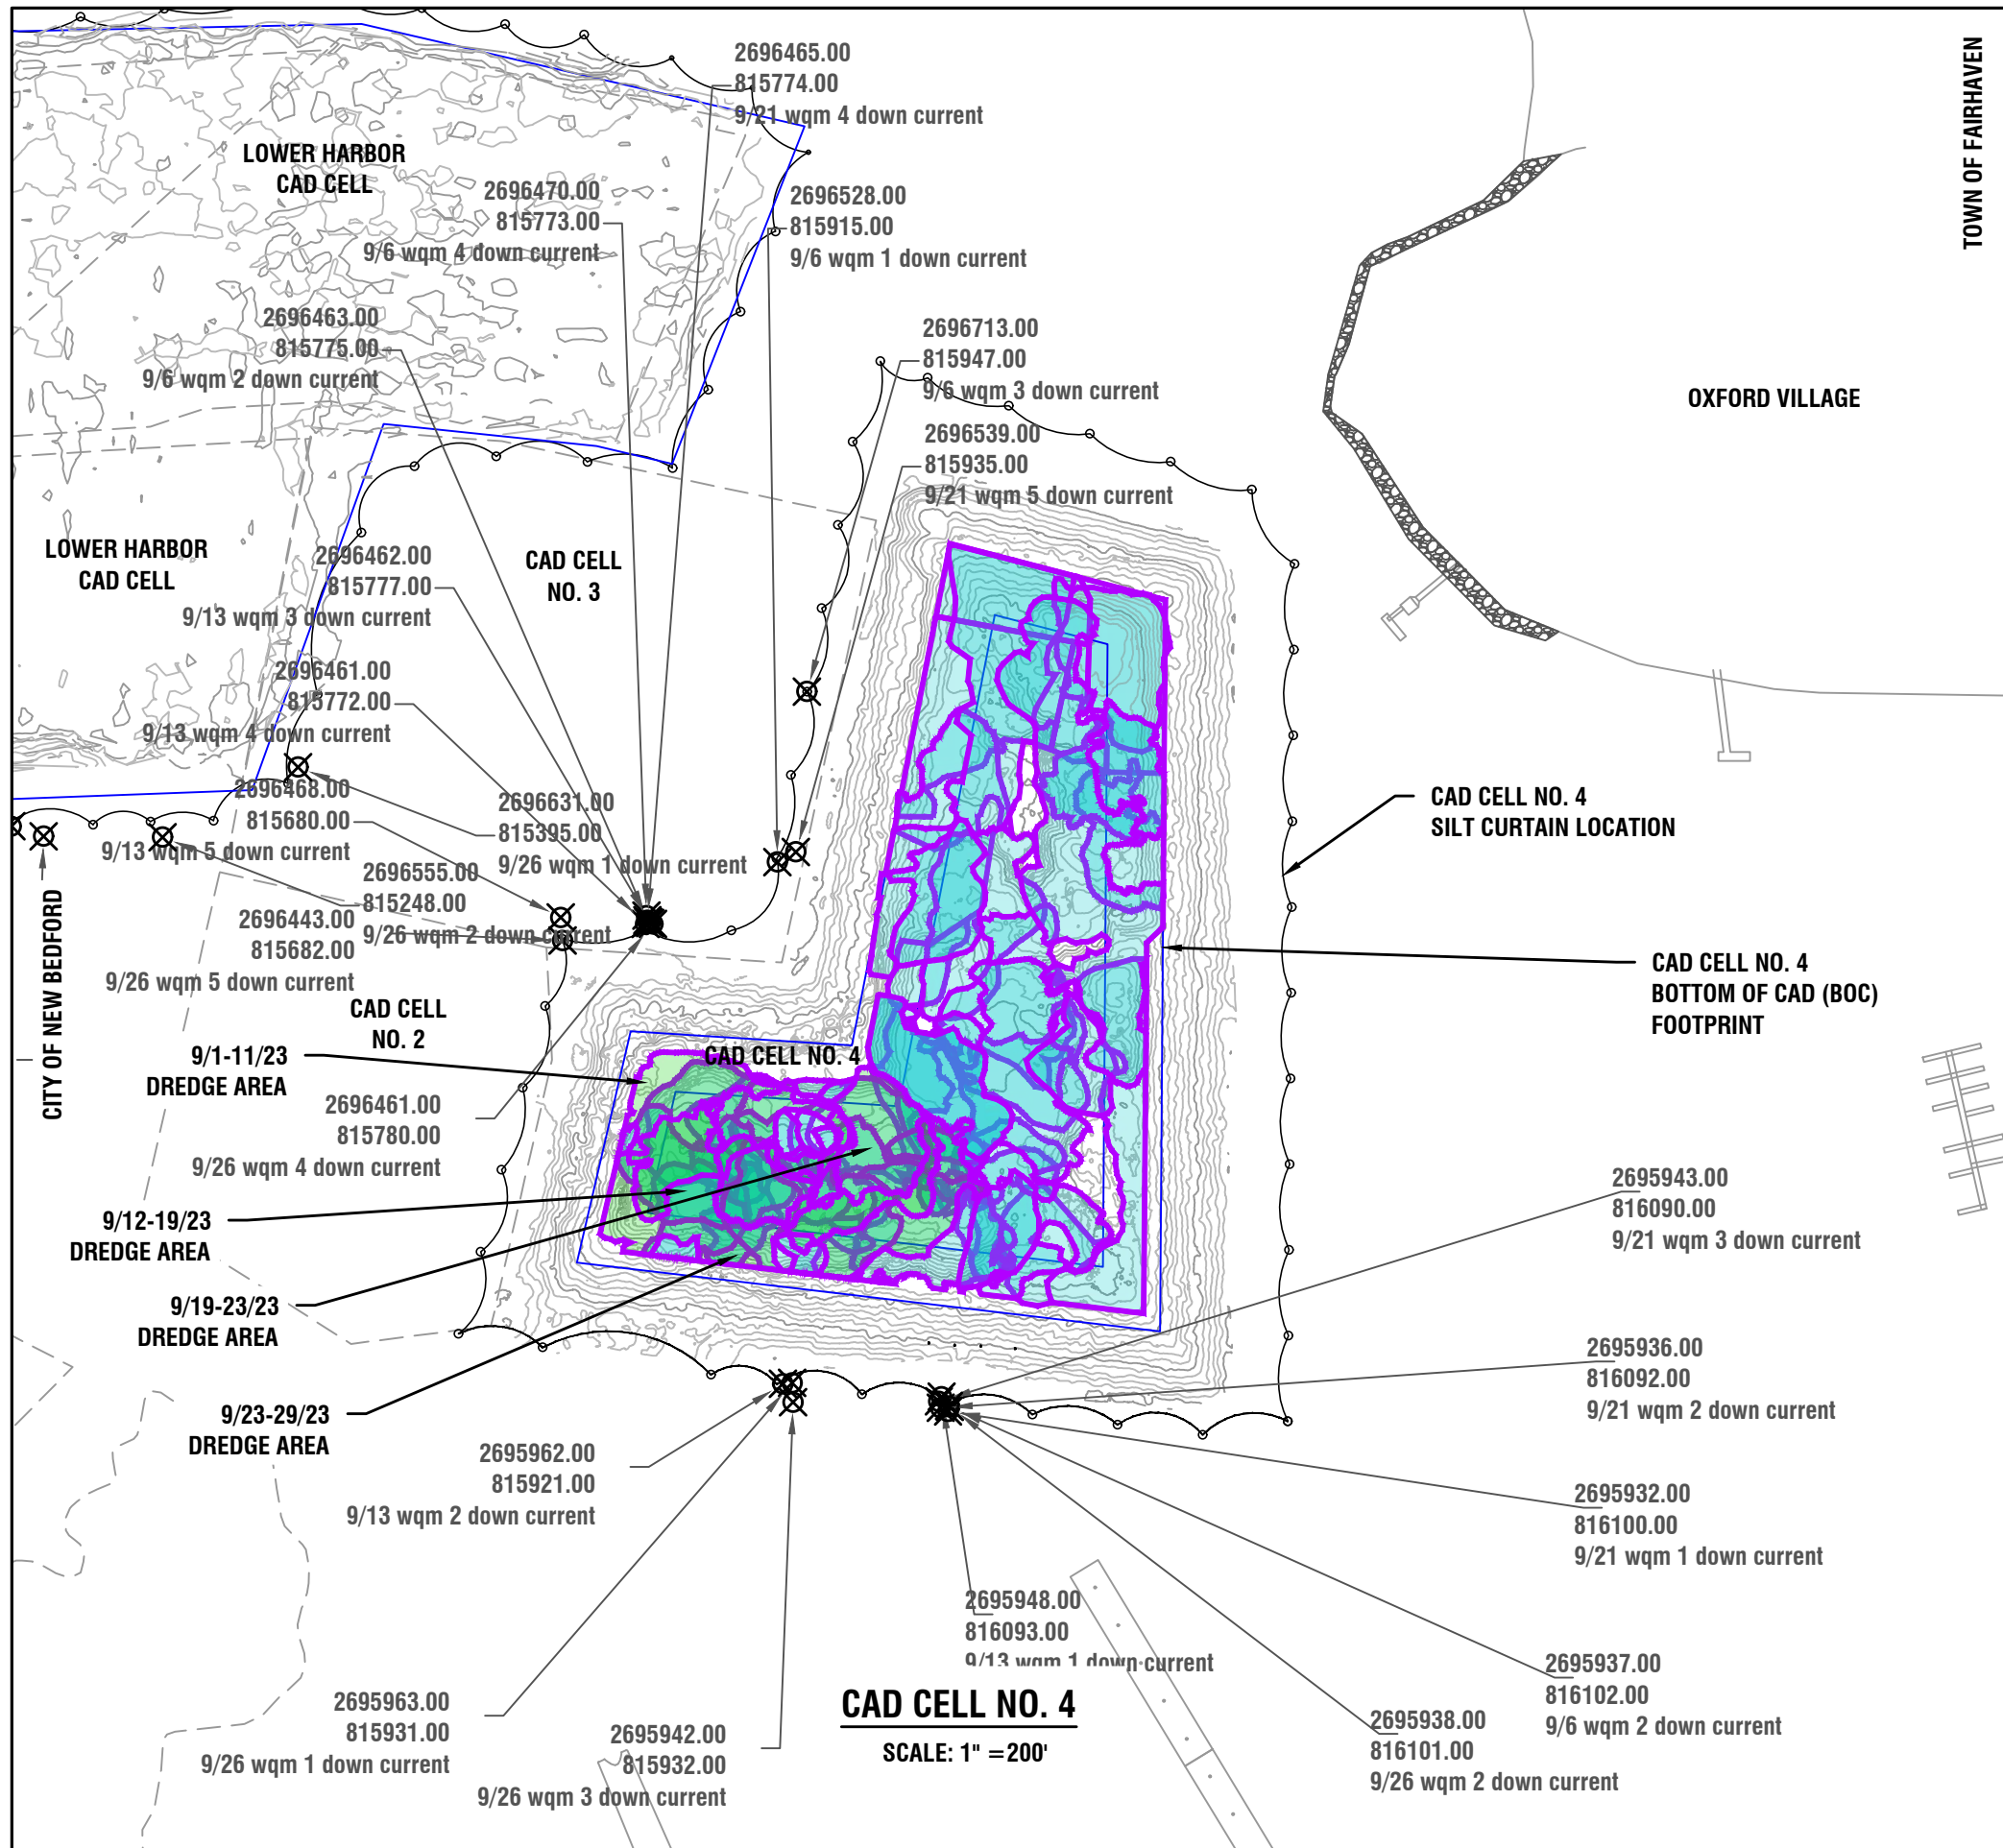 2696465.00
815774.00
9/21 wqm 4 down current
TOWN OF FAIRHAVEN
LOWER HARBOR
CAD CELL
2696470.00
815773.00
9/6 wqm 4 down current
2696528.00
815915.00
9/6 wqm 1 down current
2696463.00
815775.00
9/6 wqm 2 down current
2696713.00
815947.00
9/6 wqm 3 down current
OXFORD VILLAGE
2696539.00
815935.00
9/21 wqm 5 down current
LOWER HARBOR
CAD CELL
2696462.00
815777.00
9/13 wqm 3 down current
CAD CELL
NO. 3
2696461.00
815772.00
9/13 wqm 4 down current
2696468.00
815680.00
9/13 wqm 5 down current
2696631.00
815395.00
9/26 wqm 1 down current
CAD CELL NO. 4
SILT CURTAIN LOCATION
2696555.00
815248.00
9/26 wqm 2 down current
2696443.00
815682.00
9/26 wqm 5 down current
CITY OF NEW BEDFORD
CAD CELL NO. 4
BOTTOM OF CAD (BOC)
FOOTPRINT
CAD CELL
NO. 2
CAD CELL NO. 4
9/1-11/23
DREDGE AREA
2696461.00
815780.00
9/26 wqm 4 down current
2695943.00
816090.00
9/21 wqm 3 down current
9/12-19/23
DREDGE AREA
9/19-23/23
DREDGE AREA
2695936.00
816092.00
9/21 wqm 2 down current
9/23-29/23
DREDGE AREA
2695962.00
815921.00
9/13 wqm 2 down current
2695932.00
816100.00
9/21 wqm 1 down current
2695948.00
816093.00
9/13 wqm 1 down current
2695937.00
816102.00
9/6 wqm 2 down current
2695963.00
815931.00
9/26 wqm 1 down current
2695942.00
815932.00
9/26 wqm 3 down current
2695938.00
816101.00
9/26 wqm 2 down current
CAD CELL NO. 4
SCALE: 1" =200'